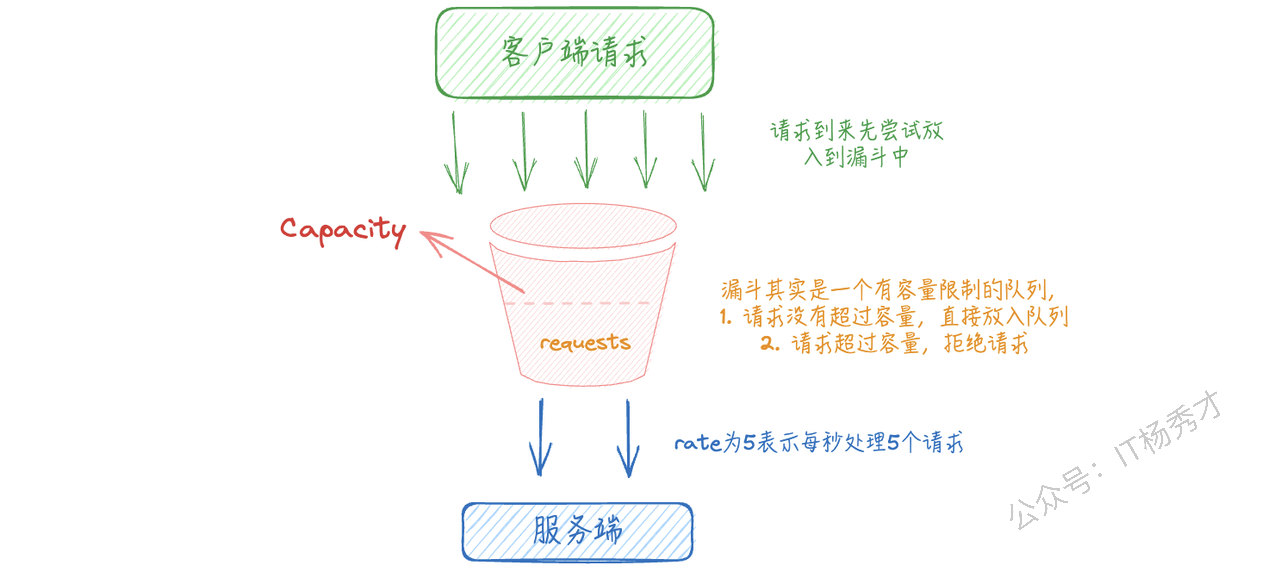 客户端请求
请求到来先尝试放
入到漏斗中
Capacity
漏斗其实是一个有容量限制的队列,
1. 请求没有超过容量，直接放入队列
2. 请求超过容量，拒绝请求
requests
rate为5表示每秒处理5个请求
服务端
公众号：IT杨秀才